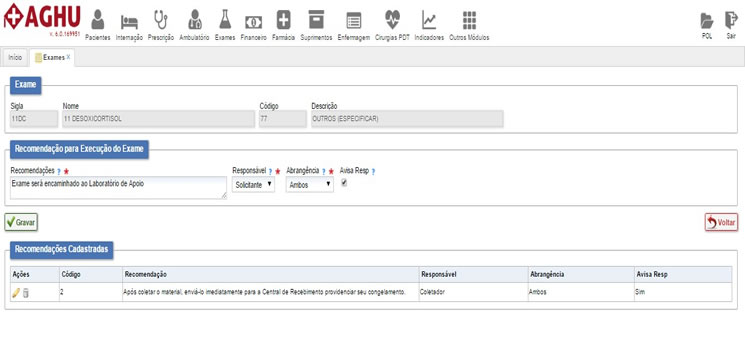 AGHU
v. 6.0.169951
Pacientes Internação Prescrição Ambulatório Exames Financeiro Farmácia Suprimentos Enfermagem Cirurgias PDT Indicadores Outros Módulos POL Sair
Início Exames X
Exame
Sigla Nome Código Descrição
11DC 11 DESOXICORTISOL 77 OUTROS (ESPECIFICAR)
Recomendação para Execução do Exame
Recomendações ? * Responsável ? * Abrangência ? * Avisa Resp ?
Exame será encaminhado ao Laboratório de Apoio Solicitante Ambos
Gravar Voltar
Recomendações Cadastradas
Ações Código Recomendação Responsável Abrangência Avisa Resp
2 Após coletar o material, enviá-lo imediatamente para a Central de Recebimento providenciar seu congelamento. Coletador Ambos Sim